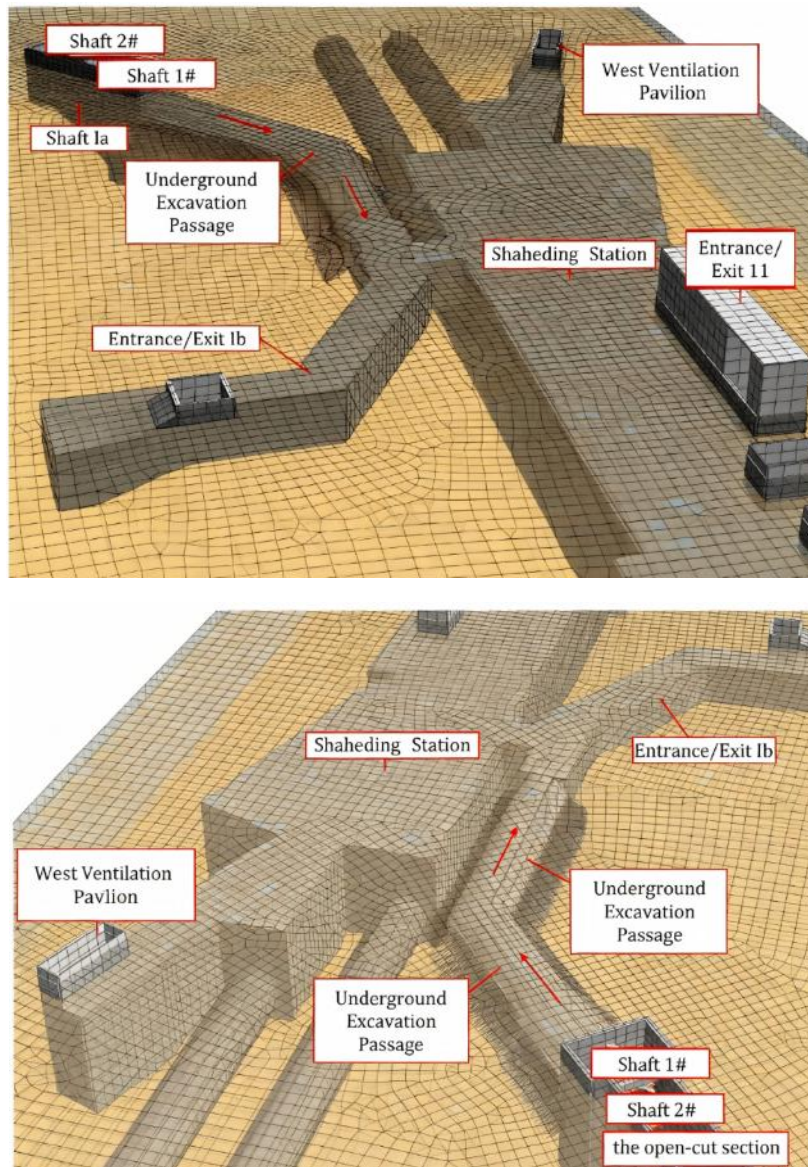 Shaft 2#
Shaft 1#
West Ventilation
Pavilion
Shaft Ia
Underground
Excavation
Passage
Shaheding Station
Entrance/
Exit 11
Entrance/Exit Ib
Shaheding Station
Entrance/Exit Ib
West Ventilation
Pavlion
Underground
Excavation
Passage
Underground
Excavation
Passage
Shaft 1#
Shaft 2#
the open-cut section